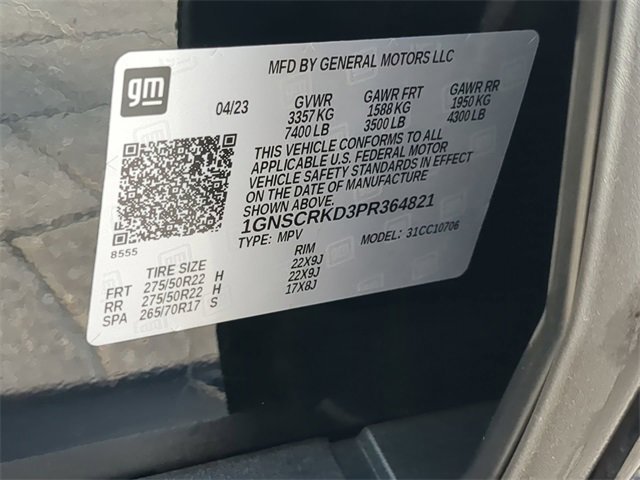 gm
MFD BY GENERAL MOTORS LLC
04/23
GVWR GAWR FRT GAWR RR
3357 KG 1588 KG 1950 KG
7400 LB 3500 LB 4300 LB
THIS VEHICLE CONFORMS TO ALL
APPLICABLE U.S. FEDERAL MOTOR
VEHICLE SAFETY STANDARDS IN EFFECT
ON THE DATE OF MANUFACTURE
SHOWN ABOVE.
1GNSCRKD3PR364821
8555
TYPE: MPV MODEL: 31CC10706
TIRE SIZE RIM
FRT 275/50R22 H 22X9J
RR 275/50R22 H 22X9J
SPA 265/70R17 S 17X8J